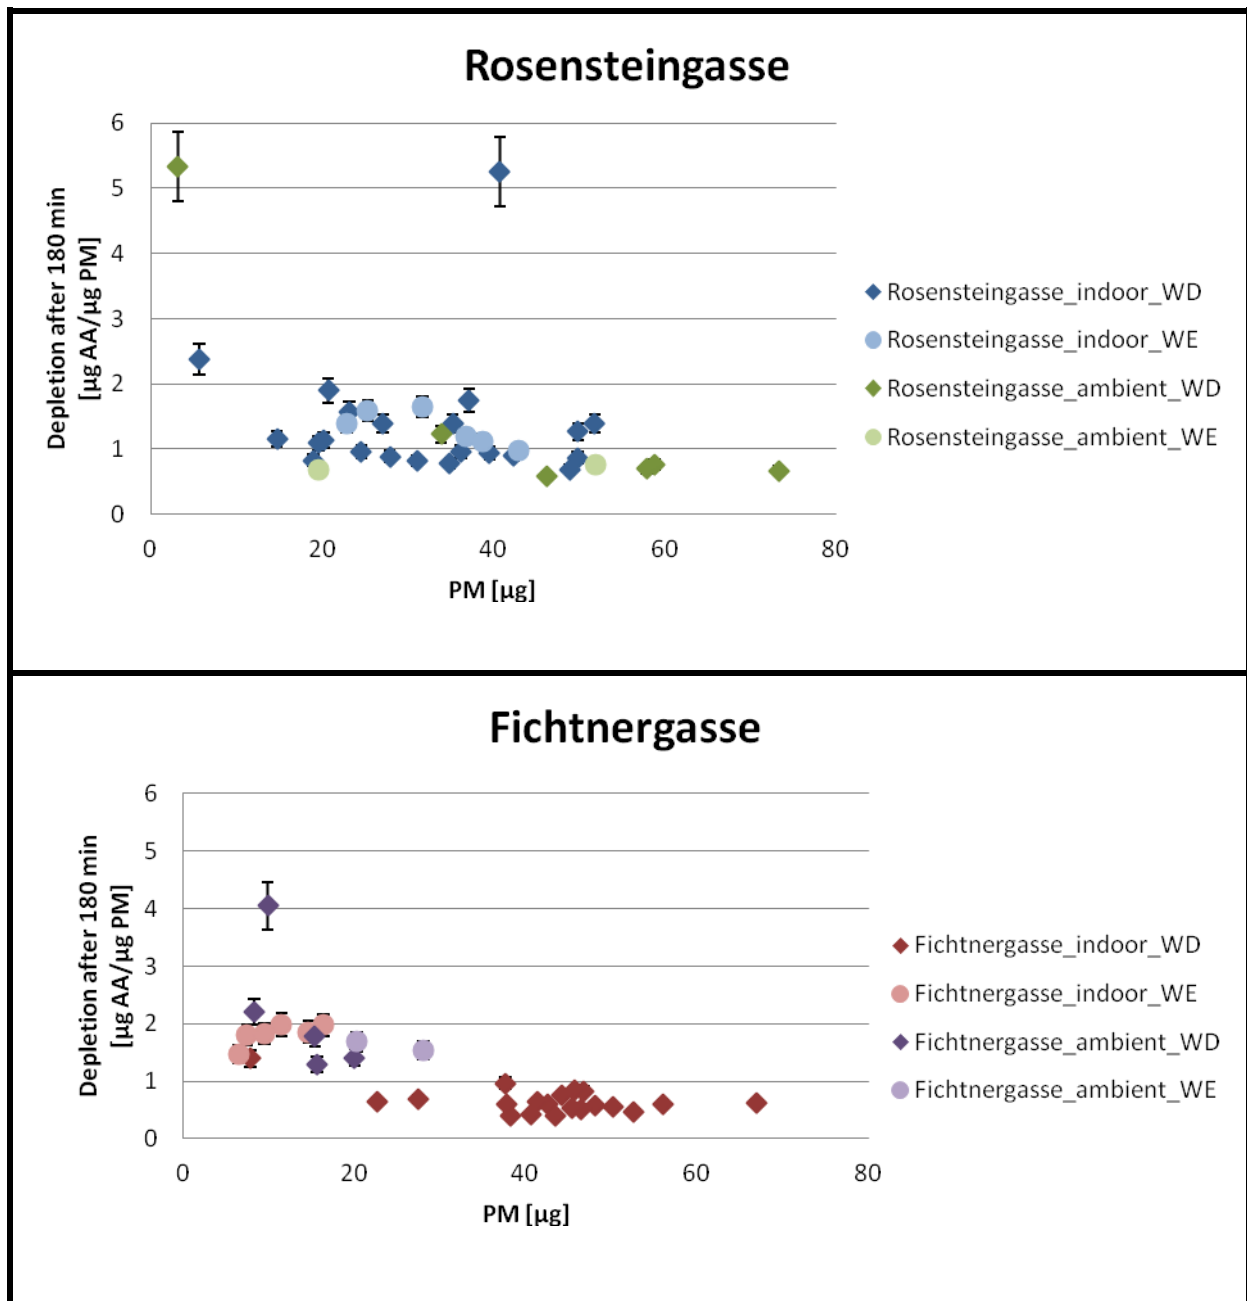 Rosensteingasse
Depletion after 180 min
[µg AA/µg PM]
6
5
4
3
2
1
0
0 20 40 60 80
PM [µg]
Rosensteingasse_indoor_WD
Rosensteingasse_indoor_WE
Rosensteingasse_ambient_WD
Rosensteingasse_ambient_WE
Fichtnergasse
Depletion after 180 min
[µg AA/µg PM]
6
5
4
3
2
1
0
0 20 40 60 80
PM [µg]
Fichtnergasse_indoor_WD
Fichtnergasse_indoor_WE
Fichtnergasse_ambient_WD
Fichtnergasse_ambient_WE